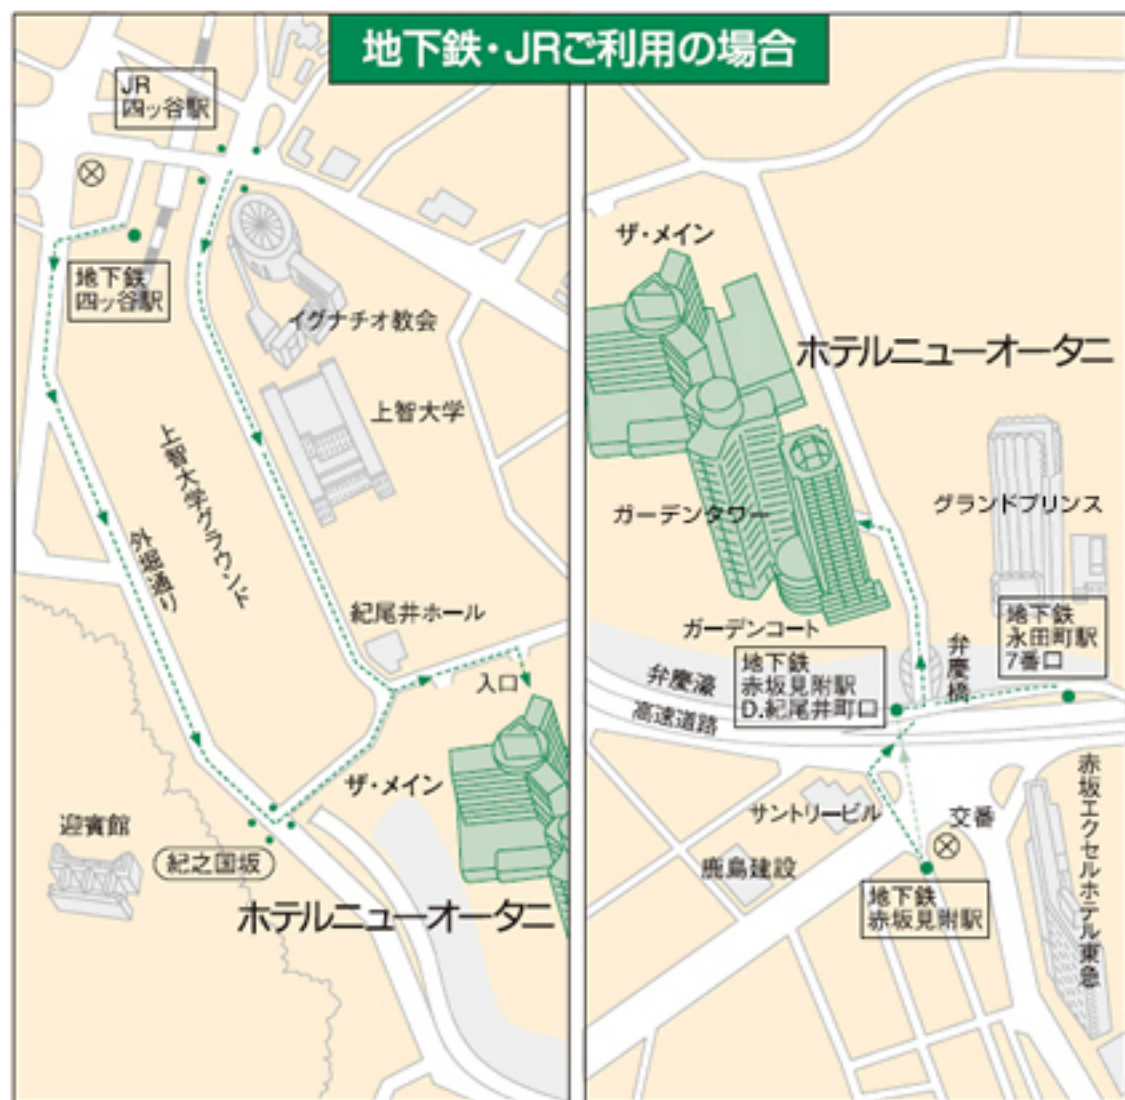 地下鉄・JRご利用の場合
JR
四ッ谷駅
地下鉄
四ッ谷駅
イグナチオ教会
上智大学
上智大学グラウンド
外堀通り
紀尾井ホール
入口
ザ・メイン
迎賓館
紀之国坂
ホテルニューオータニ
ザ・メイン
ホテルニューオータニ
グランドプリンス
ガーデンタワー
ガーデンコート
地下鉄
永田町駅
7番口
弁慶橋
弁慶濠
高速道路
地下鉄
赤坂見附駅
D.紀尾井町口
サントリービル
交番
鹿島建設
地下鉄
赤坂見附駅
赤坂エクセルホテル東急